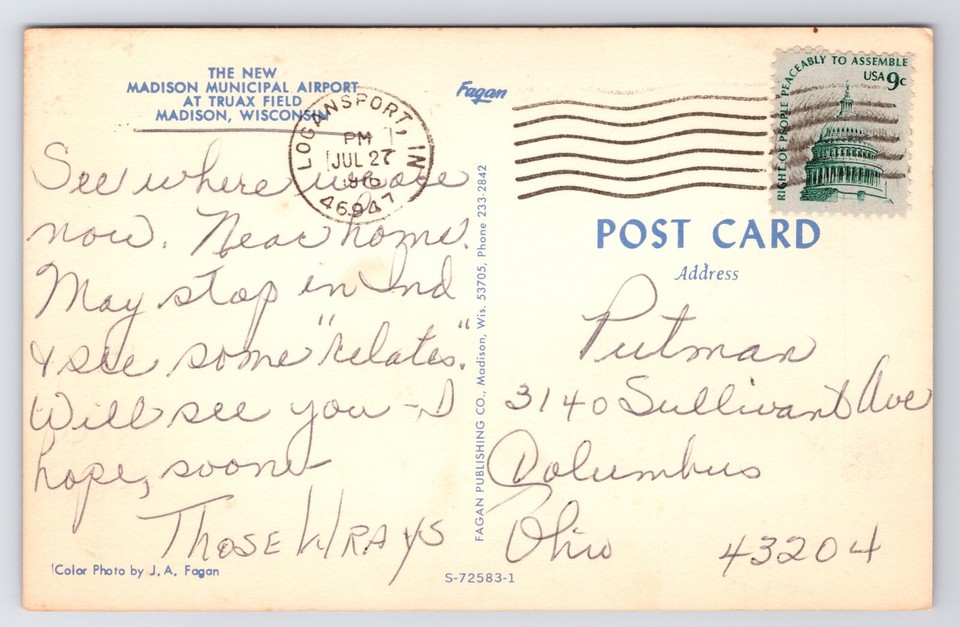 THE NEW
MADISON MUNICIPAL AIRPORT
AT TRUAX FIELD
MADISON, WISCONSIN
See where we are
now. Near home.
May stop in Ind
& see some "relates."
Will see you - I
hope, soon -
Those Wrays
Color Photo by J. A. Fagan
Fagan
FAGAN PUBLISHING CO., Madison, Wis. 53705, Phone 233-2842
S-72583-1
LOGANSPORT, IN
PM
JUL 27
1976
46947
RIGHT OF PEOPLE PEACEABLY TO ASSEMBLE
USA 9c
POST CARD
Address
Putman
3140 Sullivant Ave
Columbus
Ohio 43204